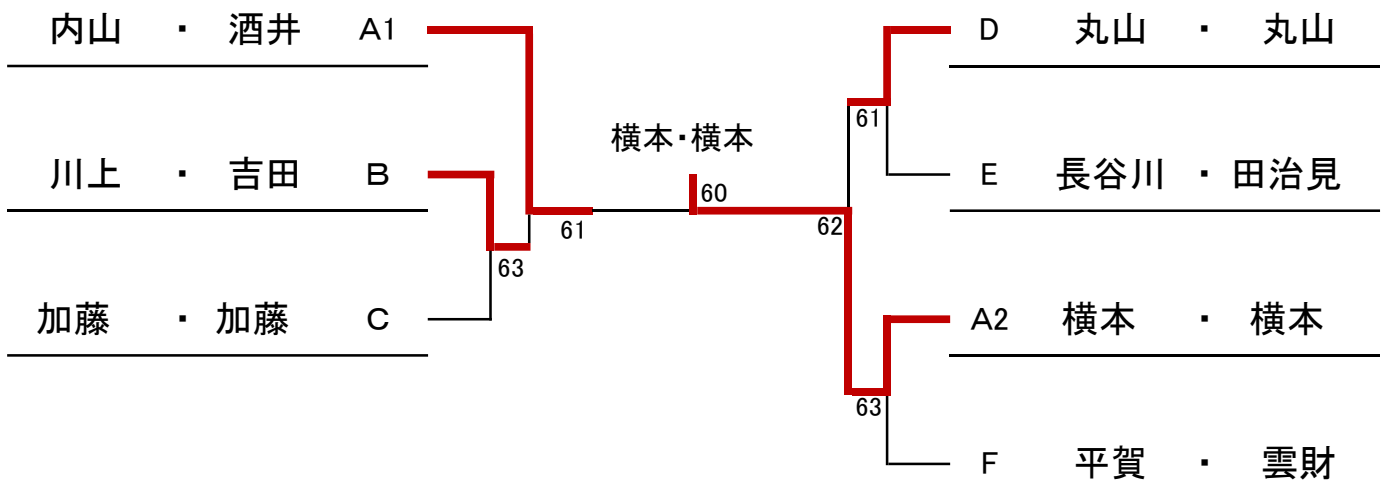 内山 ・ 酒井 A1
川上 ・ 吉田 B
加藤 ・ 加藤 C
63
61
横本・横本
60
62
61
63
D 丸山 ・ 丸山
E 長谷川 ・ 田治見
A2 横本 ・ 横本
F 平賀 ・ 雲財